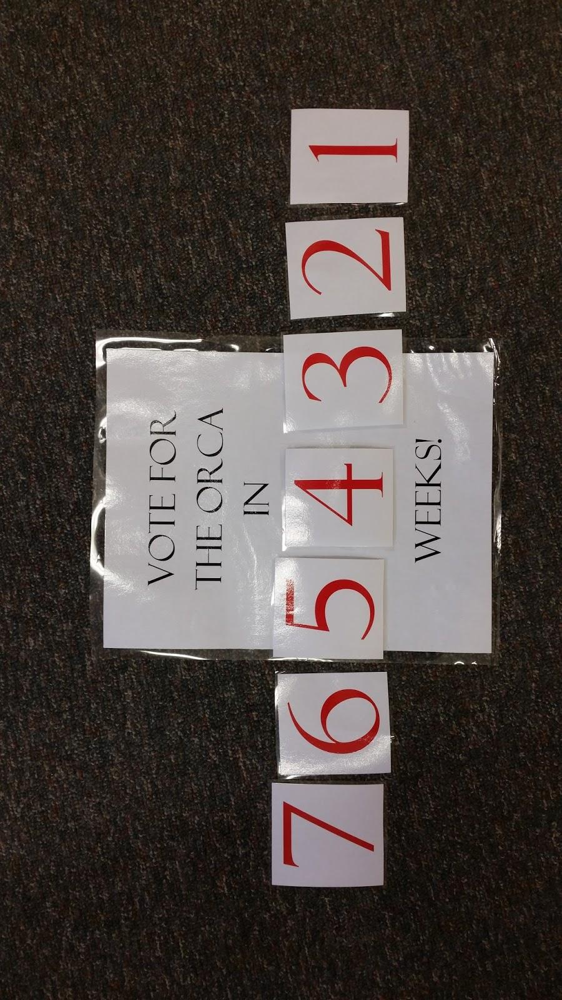 VOTE FOR
THE ORCA
IN
7 6 5 4 3 2 1
WEEKS!